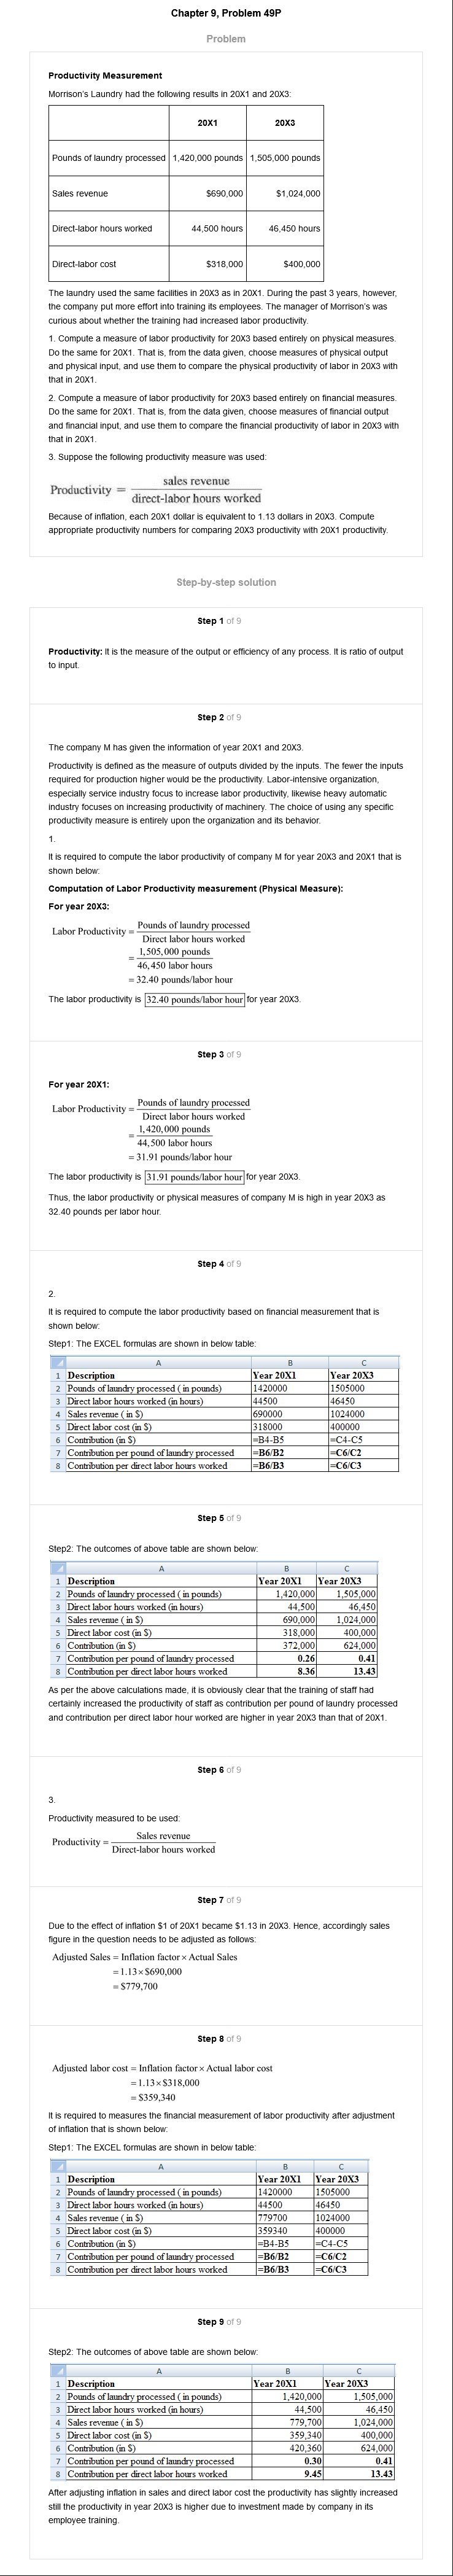 Chapter 9, Problem 49P
Problem
Productivity Measurement
Morrison's Laundry had the following results in 20X1 and 20X3:
20X1 20X3
Pounds of laundry processed 1,420,000 pounds 1,505,000 pounds
Sales revenue $690,000 $1,024,000
Direct-labor hours worked 44,500 hours 46,450 hours
Direct-labor cost $318,000 $400,000
The laundry used the same facilities in 20X3 as in 20X1. During the past 3 years, however,
the company put more effort into training its employees. The manager of Morrison's was
curious about whether the training had increased labor productivity.
1. Compute a measure of labor productivity for 20X3 based entirely on physical measures.
Do the same for 20X1. That is, from the data given, choose measures of physical output
and physical input, and use them to compare the physical productivity of labor in 20X3 with
that in 20X1.
2. Compute a measure of labor productivity for 20X3 based entirely on financial measures.
Do the same for 20X1. That is, from the data given, choose measures of financial output
and financial input, and use them to compare the financial productivity of labor in 20X3 with
that in 20X1.
3. Suppose the following productivity measure was used:
sales revenue
Productivity =
direct-labor hours worked
Because of inflation, each 20X1 dollar is equivalent to 1.13 dollars in 20X3. Compute
appropriate productivity numbers for comparing 20X3 productivity with 20X1 productivity.
Step-by-step solution
Step 1 of 9
Productivity: It is the measure of the output or efficiency of any process. It is ratio of output
to input.
Step 2 of 9
The company M has given the information of year 20X1 and 20X3.
Productivity is defined as the measure of outputs divided by the inputs. The fewer the inputs
required for production higher would be the productivity. Labor-intensive organization,
especially service industry focus to increase labor productivity, likewise heavy automatic
industry focuses on increasing productivity of machinery. The choice of using any specific
productivity measure is entirely upon the organization and its behavior.
1.
It is required to compute the labor productivity of company M for year 20X3 and 20X1 that is
shown below:
Computation of Labor Productivity measurement (Physical Measure):
For year 20X3:
Labor Productivity = Pounds of laundry processed
Direct labor hours worked
= 1,505,000 pounds
46,450 labor hours
= 32.40 pounds/labor hour
The labor productivity is 32.40 pounds/labor hour for year 20X3.
Step 3 of 9
For year 20X1:
Labor Productivity = Pounds of laundry processed
Direct labor hours worked
= 1,420,000 pounds
44,500 labor hours
= 31.91 pounds/labor hour
The labor productivity is 31.91 pounds/labor hour for year 20X3.
Thus, the labor productivity or physical measures of company M is high in year 20X3 as
32.40 pounds per labor hour.
Step 4 of 9
2.
It is required to compute the labor productivity based on financial measurement that is
shown below:
Step1: The EXCEL formulas are shown in below table:
A B C
1 Description Year 20X1 Year 20X3
2 Pounds of laundry processed ( in pounds) 1420000 1505000
3 Direct labor hours worked (in hours) 44500 46450
4 Sales revenue ( in $) 690000 1024000
5 Direct labor cost (in $) 318000 400000
6 Contribution (in $) =B4-B5 =C4-C5
7 Contribution per pound of laundry processed =B6/B2 =C6/C2
8 Contribution per direct labor hours worked =B6/B3 =C6/C3
Step 5 of 9
Step2: The outcomes of above table are shown below:
A B C
1 Description Year 20X1 Year 20X3
2 Pounds of laundry processed ( in pounds) 1,420,000 1,505,000
3 Direct labor hours worked (in hours) 44,500 46,450
4 Sales revenue ( in $) 690,000 1,024,000
5 Direct labor cost (in $) 318,000 400,000
6 Contribution (in $) 372,000 624,000
7 Contribution per pound of laundry processed 0.26 0.41
8 Contribution per direct labor hours worked 8.36 13.43
As per the above calculations made, it is obviously clear that the training of staff had
certainly increased the productivity of staff as contribution per pound of laundry processed
and contribution per direct labor hour worked are higher in year 20X3 than that of 20X1.
Step 6 of 9
3.
Productivity measured to be used:
Productivity = Sales revenue
Direct-labor hours worked
Step 7 of 9
Due to the effect of inflation $1 of 20X1 became $1.13 in 20X3. Hence, accordingly sales
figure in the question needs to be adjusted as follows:
Adjusted Sales = Inflation factor × Actual Sales
= 1.13 × $690,000
= $779,700
Step 8 of 9
Adjusted labor cost = Inflation factor × Actual labor cost
= 1.13 × $318,000
= $359,340
It is required to measures the financial measurement of labor productivity after adjustment
of inflation that is shown below:
Step1: The EXCEL formulas are shown in below table:
A B C
1 Description Year 20X1 Year 20X3
2 Pounds of laundry processed ( in pounds) 1420000 1505000
3 Direct labor hours worked (in hours) 44500 46450
4 Sales revenue ( in $) 779700 1024000
5 Direct labor cost (in $) 359340 400000
6 Contribution (in $) =B4-B5 =C4-C5
7 Contribution per pound of laundry processed =B6/B2 =C6/C2
8 Contribution per direct labor hours worked =B6/B3 =C6/C3
Step 9 of 9
Step2: The outcomes of above table are shown below:
A B C
1 Description Year 20X1 Year 20X3
2 Pounds of laundry processed ( in pounds) 1,420,000 1,505,000
3 Direct labor hours worked (in hours) 44,500 46,450
4 Sales revenue ( in $) 779,700 1,024,000
5 Direct labor cost (in $) 359,340 400,000
6 Contribution (in $) 420,360 624,000
7 Contribution per pound of laundry processed 0.30 0.41
8 Contribution per direct labor hours worked 9.45 13.43
After adjusting inflation in sales and direct labor cost the productivity has slightly increased
still the productivity in year 20X3 is higher due to investment made by company in its
employee training.